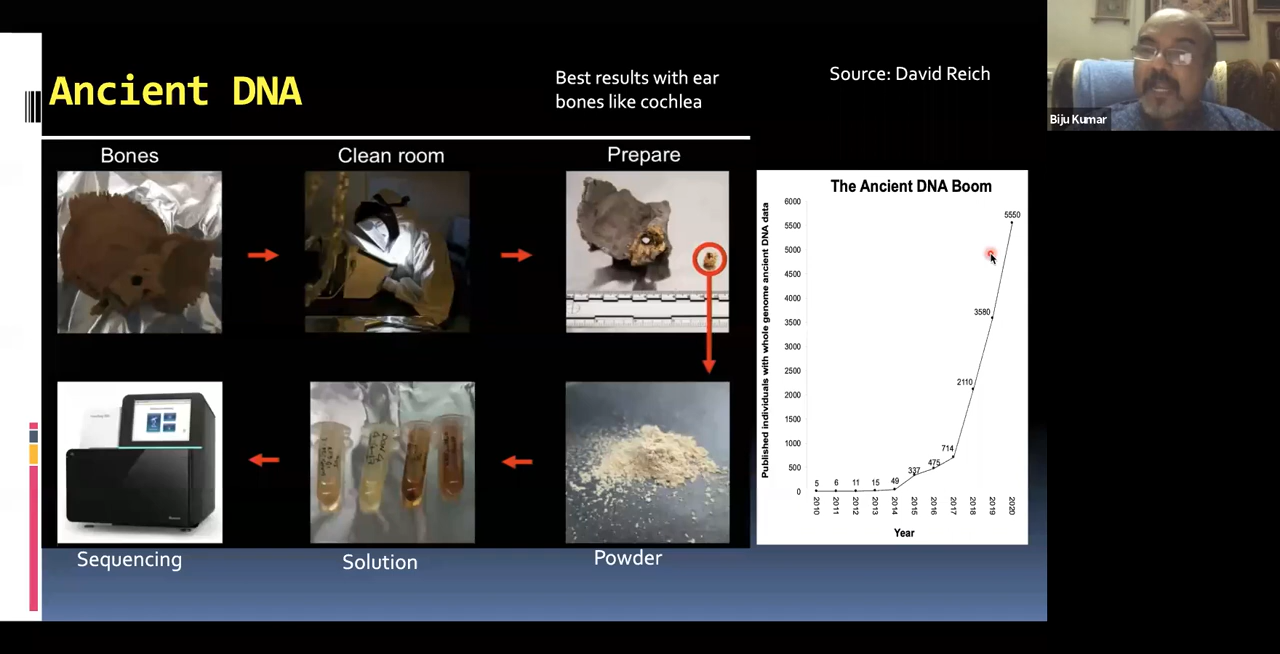 Ancient DNA
Best results with ear
bones like cochlea
Source: David Reich
Biju Kumar
Bones
Clean room
Prepare
Sequencing
Solution
Powder
The Ancient DNA Boom
Published individuals with whole genome ancient DNA data
6000
5500
5000
4500
4000
3500
3000
2500
2000
1500
1000
500
0
5
6
11
15
49
337
475
714
2110
3580
5550
2010
2011
2012
2013
2014
2015
2016
2017
2018
2019
2020
Year